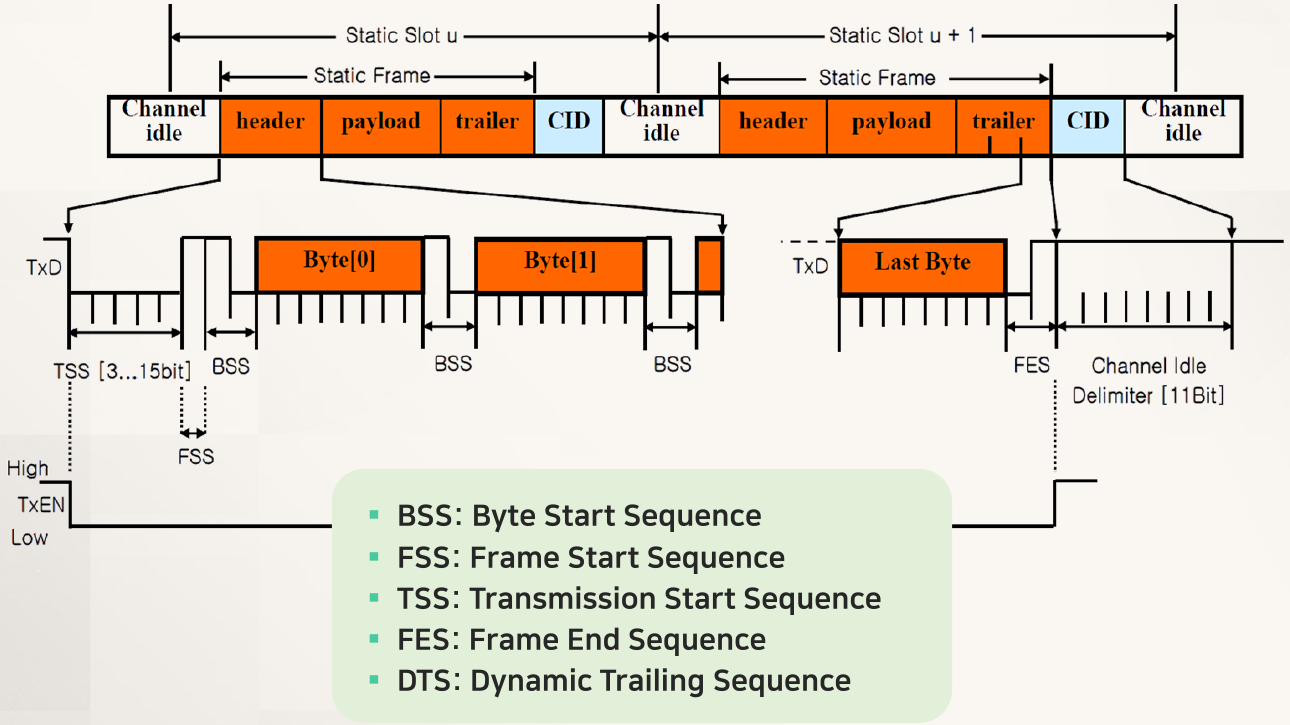 Static Slot u
Static Slot u + 1
Static Frame
Static Frame
Channel idle
header
payload
trailer
CID
Channel idle
header
payload
trailer
CID
Channel idle
TxD
Byte[0]
Byte[1]
TxD
Last Byte
TSS [3...15bit]
BSS
BSS
BSS
FES
Channel Idle
Delimiter [11Bit]
FSS
High
TxEN
Low
BSS: Byte Start Sequence
FSS: Frame Start Sequence
TSS: Transmission Start Sequence
FES: Frame End Sequence
DTS: Dynamic Trailing Sequence